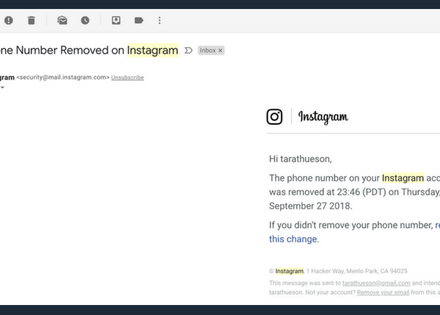 ne Number Removed on Instagram Inbox ×
gram <security@mail.instagram.com> Unsubscribe
Instagram
Hi tarathueson,
The phone number on your Instagram acc
was removed at 23:46 (PDT) on Thursday,
September 27 2018.
If you didn't remove your phone number, re
this change.
© Instagram. 1 Hacker Way, Menlo Park, CA 94025
This message was sent to tarathueson@gmail.com and intend
tarathueson. Not your account? Remove your email from this a